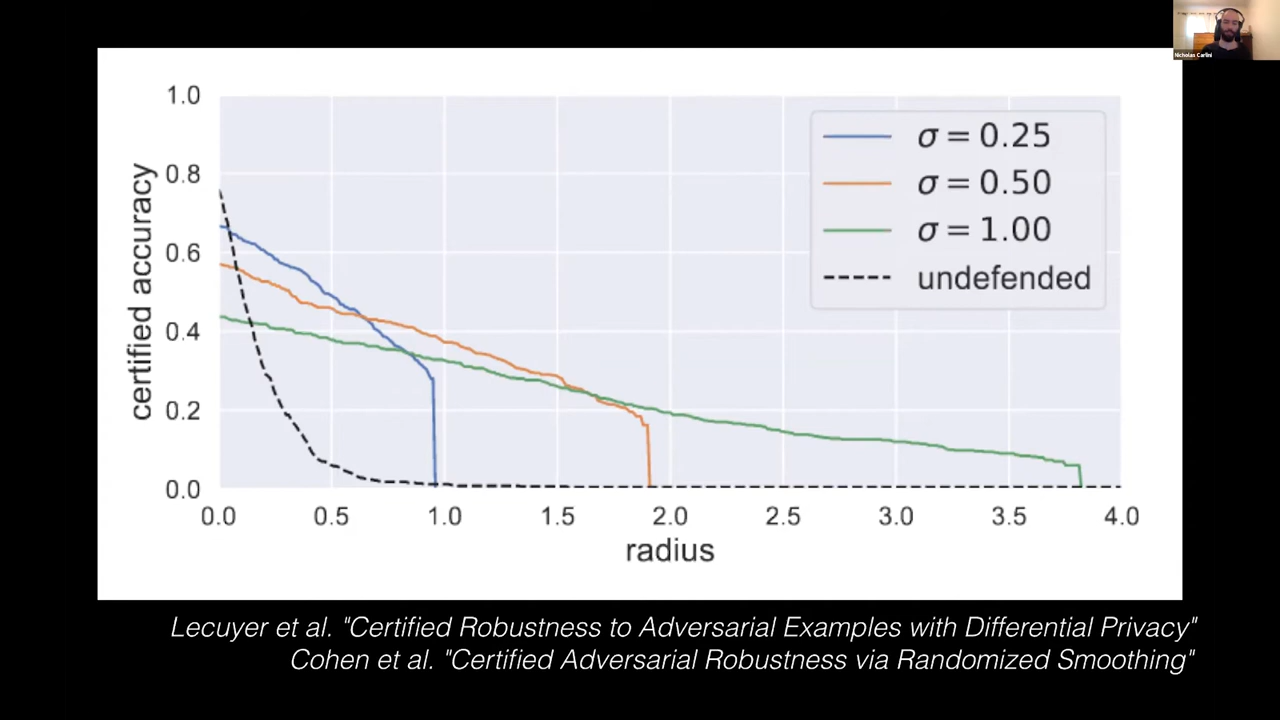 Nicholas Carlini
1.0
0.8
0.6
0.4
0.2
0.0
certified accuracy
σ = 0.25
σ = 0.50
σ = 1.00
undefended
0.0 0.5 1.0 1.5 2.0 2.5 3.0 3.5 4.0
radius
Lecuyer et al. "Certified Robustness to Adversarial Examples with Differential Privacy"
Cohen et al. "Certified Adversarial Robustness via Randomized Smoothing"